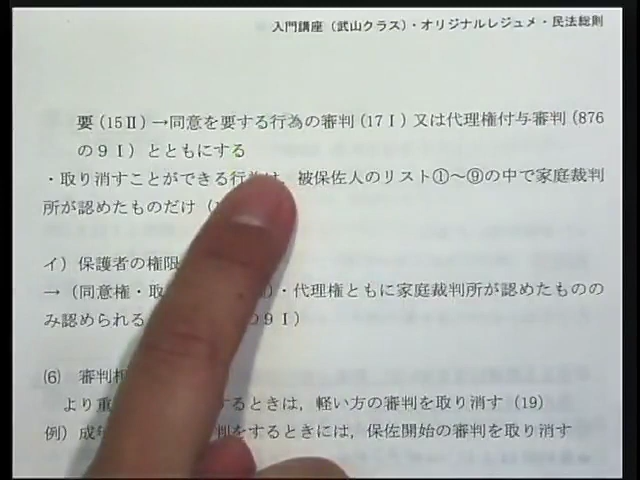 入門講座（武山クラス）・オリジナルレジュメ・民法総則
要（15Ⅱ）→同意を要する行為の審判（17Ⅰ）又は代理権付与審判（876
の９Ⅰ）とともにする
・取り消すことができる行為は、被保佐人のリスト①～⑨の中で家庭裁判
所が認めたものだけ（
イ）保護者の権限
→（同意権・取 ）・代理権ともに家庭裁判所が認めたものの
み認められる ９Ⅰ）
⑹ 審判相
より重 するときは，軽い方の審判を取り消す（19）
例）成年 判をするときには，保佐開始の審判を取り消す